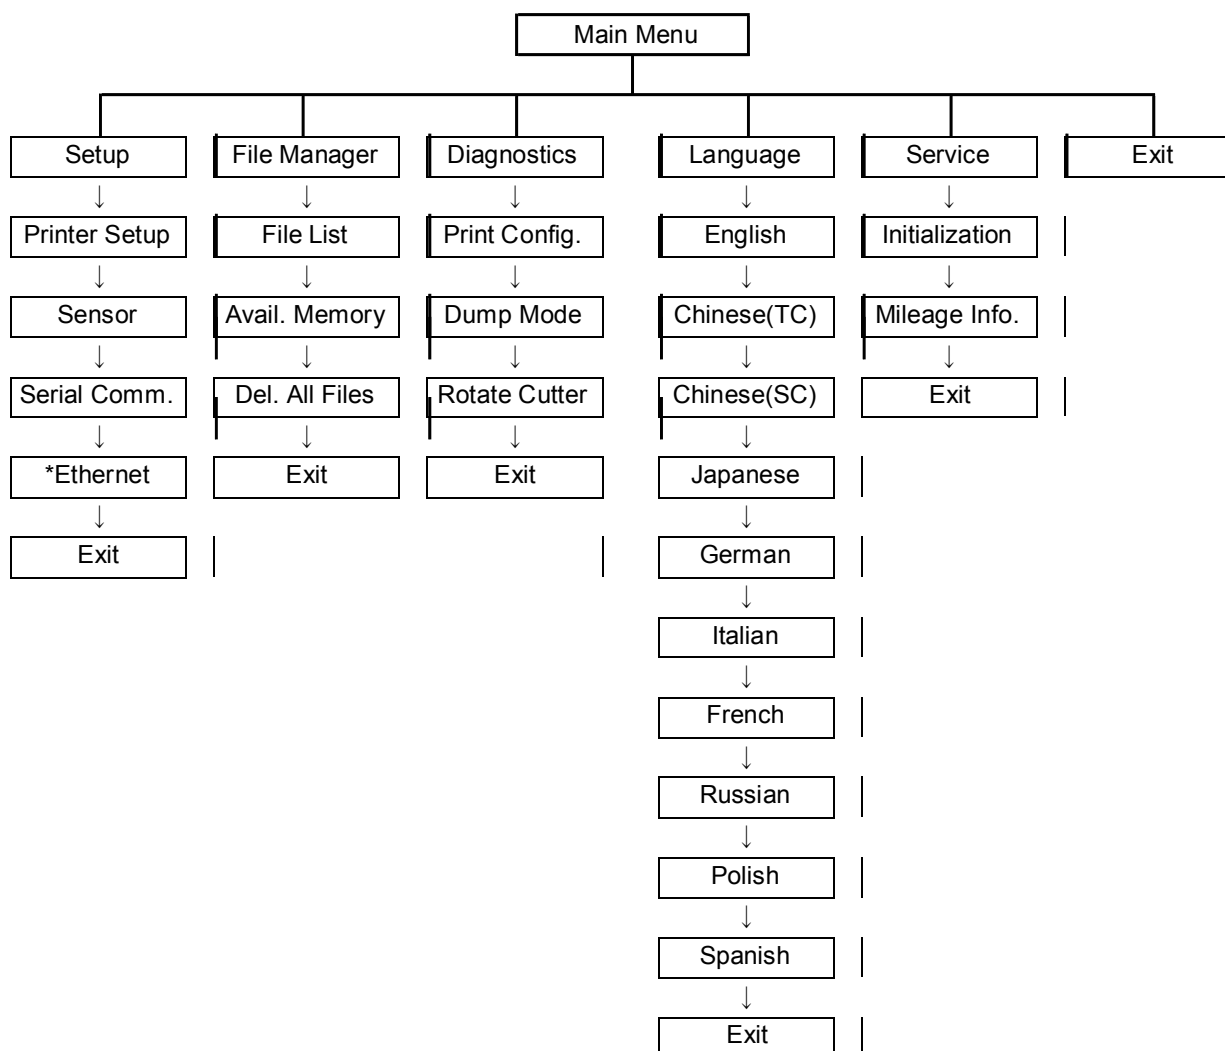 Main Menu
Setup
File Manager
Diagnostics
Language
Service
Exit
↓ ↓ ↓ ↓ ↓
Printer Setup
File List
Print Config.
English
Initialization
↓ ↓ ↓ ↓ ↓
Sensor
Avail. Memory
Dump Mode
Chinese(TC)
Mileage Info.
↓ ↓ ↓ ↓ ↓
Serial Comm.
Del. All Files
Rotate Cutter
Chinese(SC)
Exit
↓ ↓ ↓ ↓
*Ethernet
Exit
Exit
Japanese
↓ ↓
Exit
German
↓
Italian
↓
French
↓
Russian
↓
Polish
↓
Spanish
↓
Exit